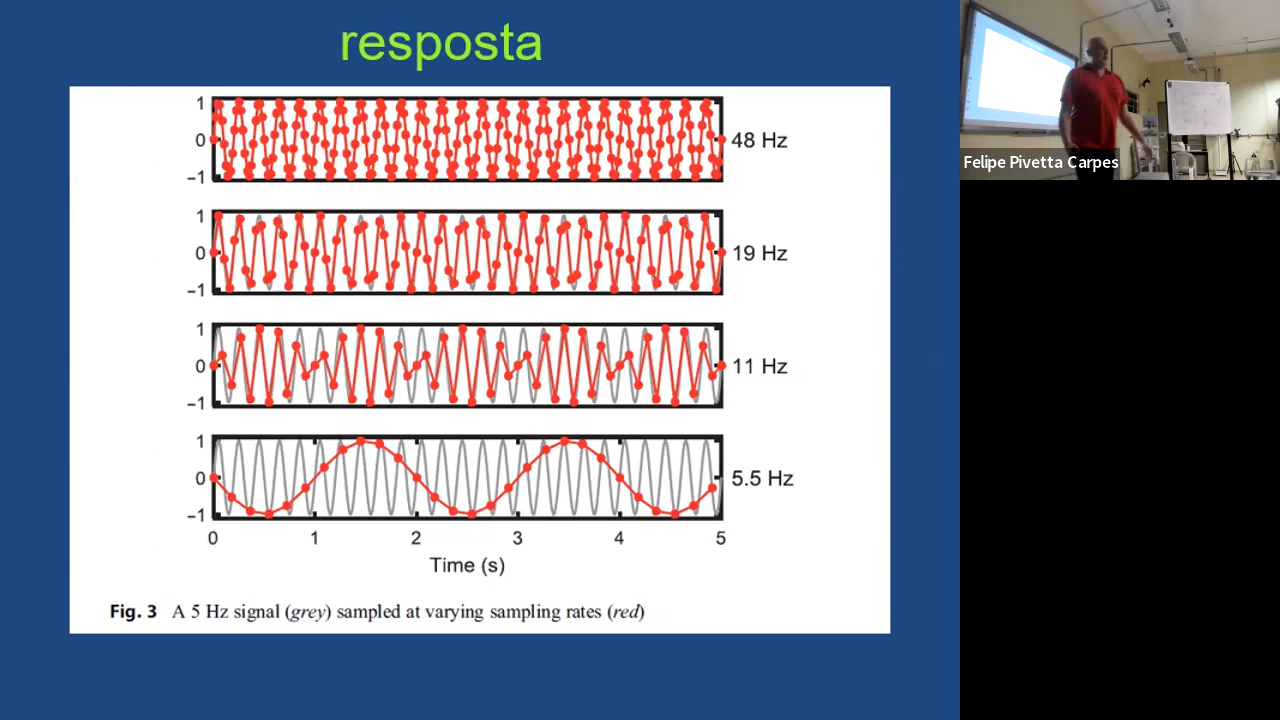 resposta
1
0
−1
48 Hz
1
0
−1
19 Hz
1
0
−1
11 Hz
1
0
−1
5.5 Hz
0 1 2 3 4 5
Time (s)
Fig. 3 A 5 Hz signal (grey) sampled at varying sampling rates (red)
Felipe Pivetta Carpes